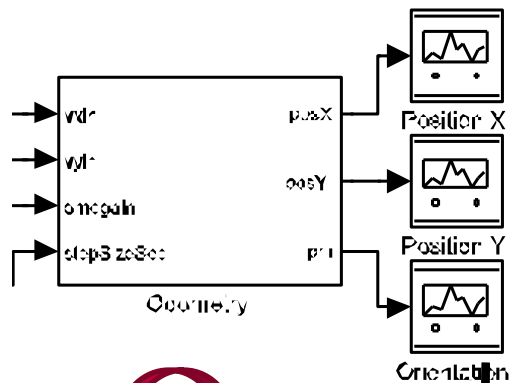 vxIn
posX
Position X
vyIn
posY
omegaIn
Position Y
stepSizeSec
phi
Odometry
Orientation